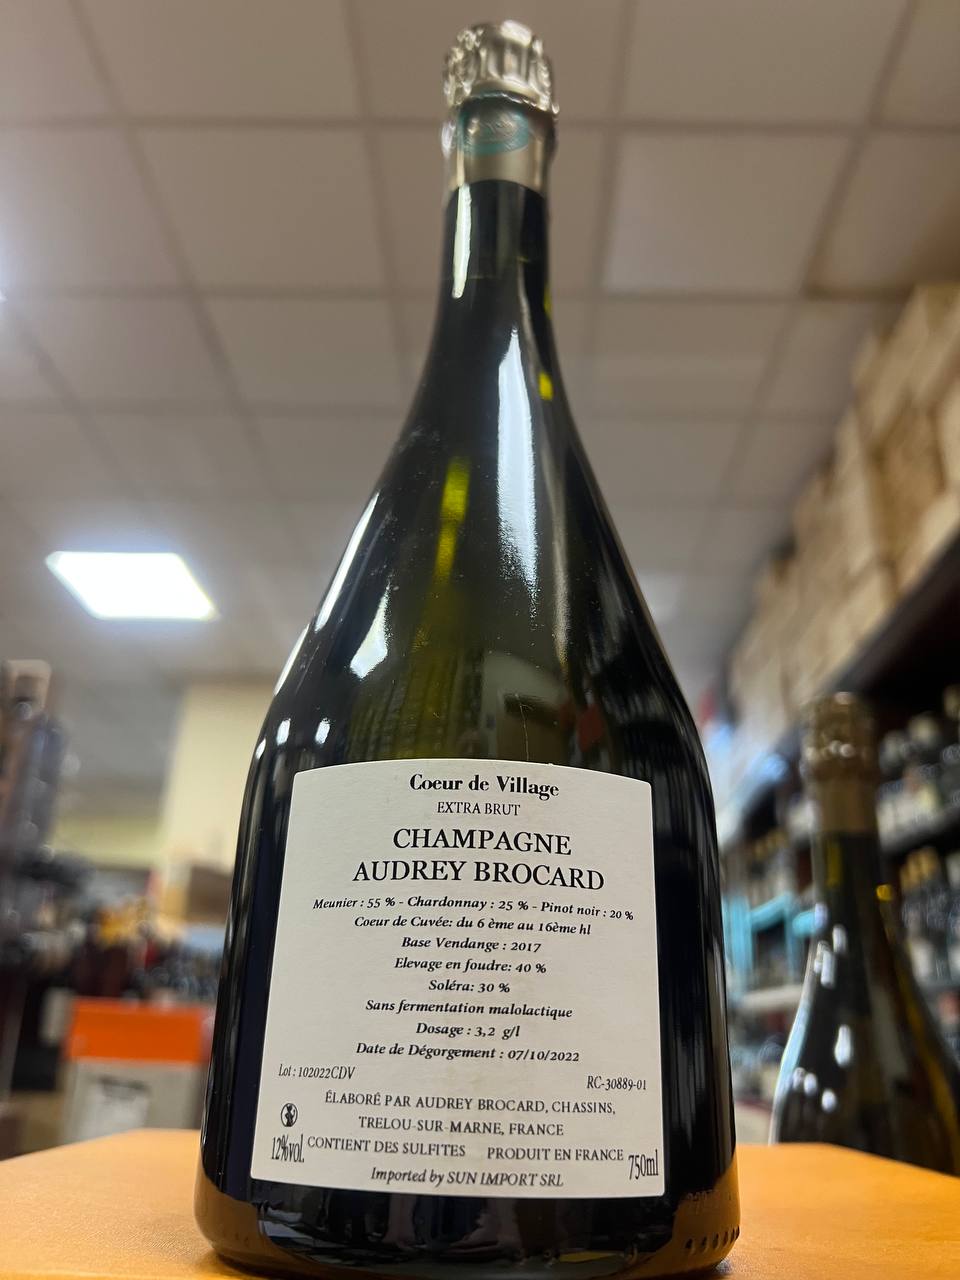 Coeur de Village
EXTRA BRUT
CHAMPAGNE
AUDREY BROCARD
Meunier : 55 % - Chardonnay : 25 % - Pinot noir : 20 %
Coeur de Cuvée: du 6 ème au 16ème hl
Base Vendange : 2017
Elevage en foudre: 40 %
Soléra: 30 %
Sans fermentation malolactique
Dosage : 3,2 g/l
Date de Dégorgement : 07/10/2022
Lot : 102022CDV
RC-30889-01
ÉLABORÉ PAR AUDREY BROCARD, CHASSINS,
TRELOU-SUR-MARNE, FRANCE
12%vol. CONTIENT DES SULFITES PRODUIT EN FRANCE 750ml
Imported by SUN IMPORT SRL